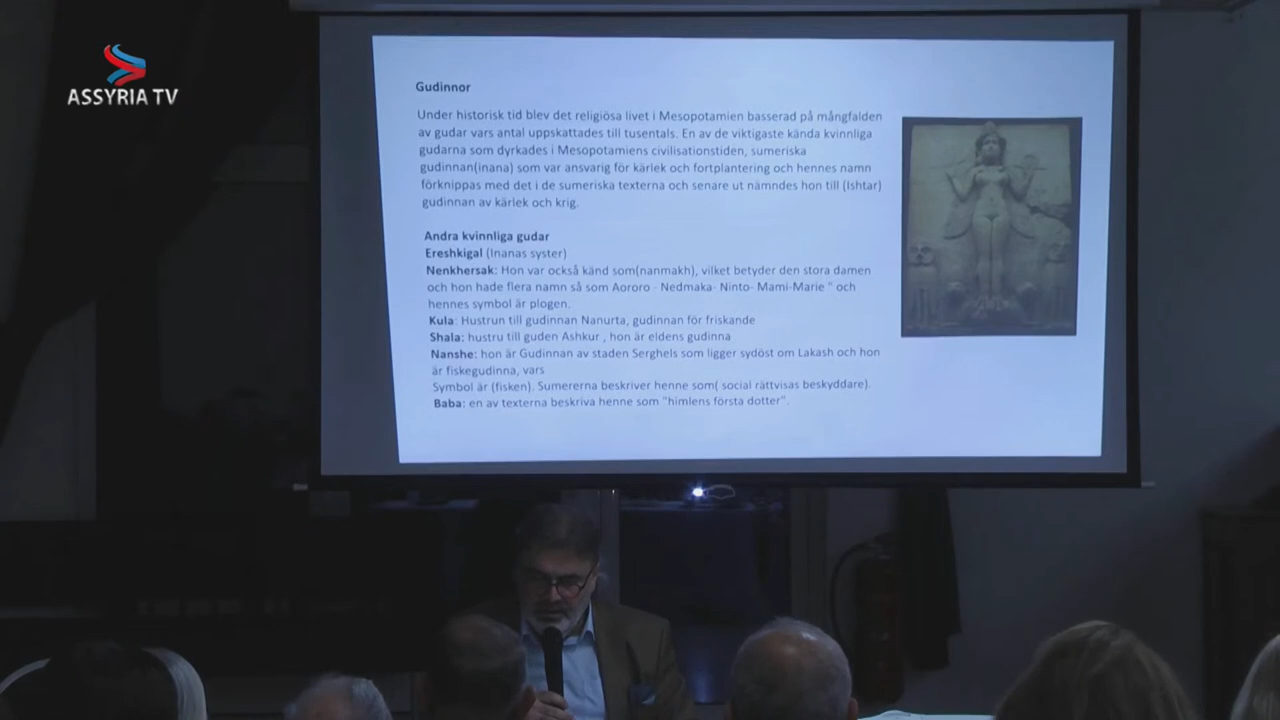 ASSYRIA TV
Gudinnor
Under historisk tid blev det religiösa livet i Mesopotamien basserad på mångfalden
av gudar vars antal uppskattades till tusentals. En av de viktigaste kända kvinnliga
gudarna som dyrkades i Mesopotamiens civilisationstiden, sumeriska
gudinnan(inana) som var ansvarig för kärlek och fortplantering och hennes namn
förknippas med det i de sumeriska texterna och senare ut nämndes hon till (Ishtar)
gudinnan av kärlek och krig.
Andra kvinnliga gudar
Ereshkigal (Inanas syster)
Nenkhersak: Hon var också känd som(nanmakh), vilket betyder den stora damen
och hon hade flera namn så som Aororo - Nedmaka- Ninto- Mami-Marie " och
hennes symbol är plogen.
Kula: Hustrun till gudinnan Nanurta, gudinnan för friskande
Shala: hustru till guden Ashkur , hon är eldens gudinna
Nanshe: hon är Gudinnan av staden Serghels som ligger sydöst om Lakash och hon
är fiskegudinna, vars
Symbol är (fisken). Sumererna beskriver henne som( social rättvisas beskyddare).
Baba: en av texterna beskriva henne som "himlens första dotter".